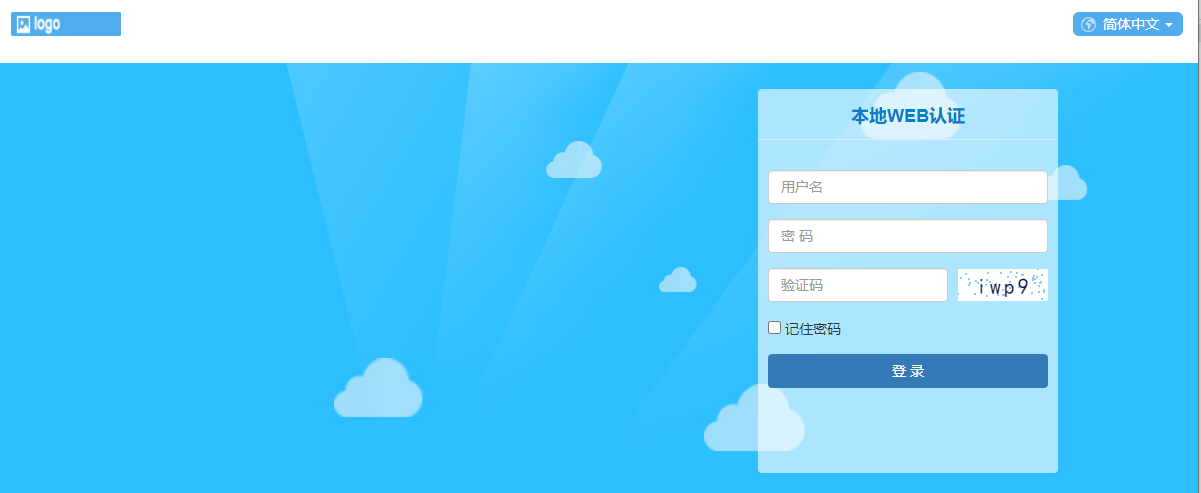 logo
简体中文
本地WEB认证
用户名
密 码
验证码
iwp9
记住密码
登 录